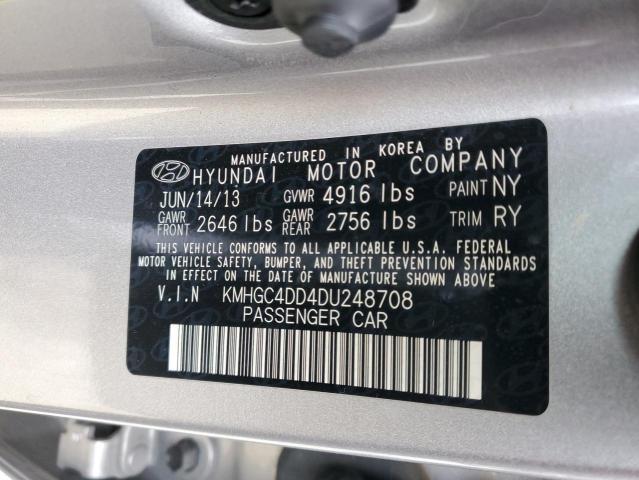 MANUFACTURED IN KOREA BY
HYUNDAI MOTOR COMPANY
JUN/14/13 GVWR 4916 lbs PAINT NY
GAWR FRONT 2646 lbs GAWR REAR 2756 lbs TRIM RY
THIS VEHICLE CONFORMS TO ALL APPLICABLE U.S.A. FEDERAL
MOTOR VEHICLE SAFETY, BUMPER, AND THEFT PREVENTION STANDARDS
IN EFFECT ON THE DATE OF MANUFACTURE SHOWN ABOVE
V.I.N KMHGC4DD4DU248708
PASSENGER CAR